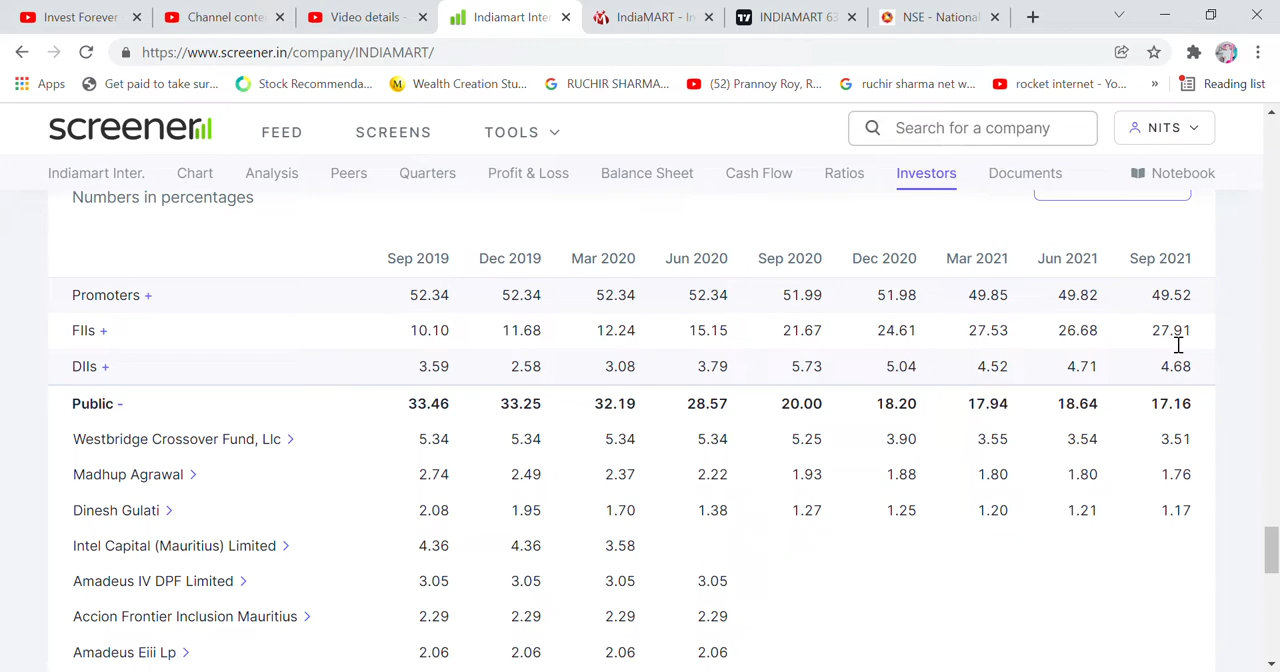 Invest Forever
Channel conte
Video details -
Indiamart Inter
IndiaMART - In
INDIAMART 63
NSE - National
https://www.screener.in/company/INDIAMART/
Apps
Get paid to take sur...
Stock Recommenda...
Wealth Creation Stu...
RUCHIR SHARMA...
(52) Prannoy Roy, R...
ruchir sharma net w...
rocket internet - Yo...
»
Reading list
screener
FEED
SCREENS
TOOLS
Search for a company
NITS
Indiamart Inter.
Chart
Analysis
Peers
Quarters
Profit & Loss
Balance Sheet
Cash Flow
Ratios
Investors
Documents
Notebook
Numbers in percentages
Sep 2019 Dec 2019 Mar 2020 Jun 2020 Sep 2020 Dec 2020 Mar 2021 Jun 2021 Sep 2021
Promoters + 52.34 52.34 52.34 52.34 51.99 51.98 49.85 49.82 49.52
FIIs + 10.10 11.68 12.24 15.15 21.67 24.61 27.53 26.68 27.91
DIIs + 3.59 2.58 3.08 3.79 5.73 5.04 4.52 4.71 4.68
Public - 33.46 33.25 32.19 28.57 20.00 18.20 17.94 18.64 17.16
Westbridge Crossover Fund, Llc 5.34 5.34 5.34 5.34 5.25 3.90 3.55 3.54 3.51
Madhup Agrawal 2.74 2.49 2.37 2.22 1.93 1.88 1.80 1.80 1.76
Dinesh Gulati 2.08 1.95 1.70 1.38 1.27 1.25 1.20 1.21 1.17
Intel Capital (Mauritius) Limited 4.36 4.36 3.58
Amadeus IV DPF Limited 3.05 3.05 3.05 3.05
Accion Frontier Inclusion Mauritius 2.29 2.29 2.29 2.29
Amadeus Eiii Lp 2.06 2.06 2.06 2.06